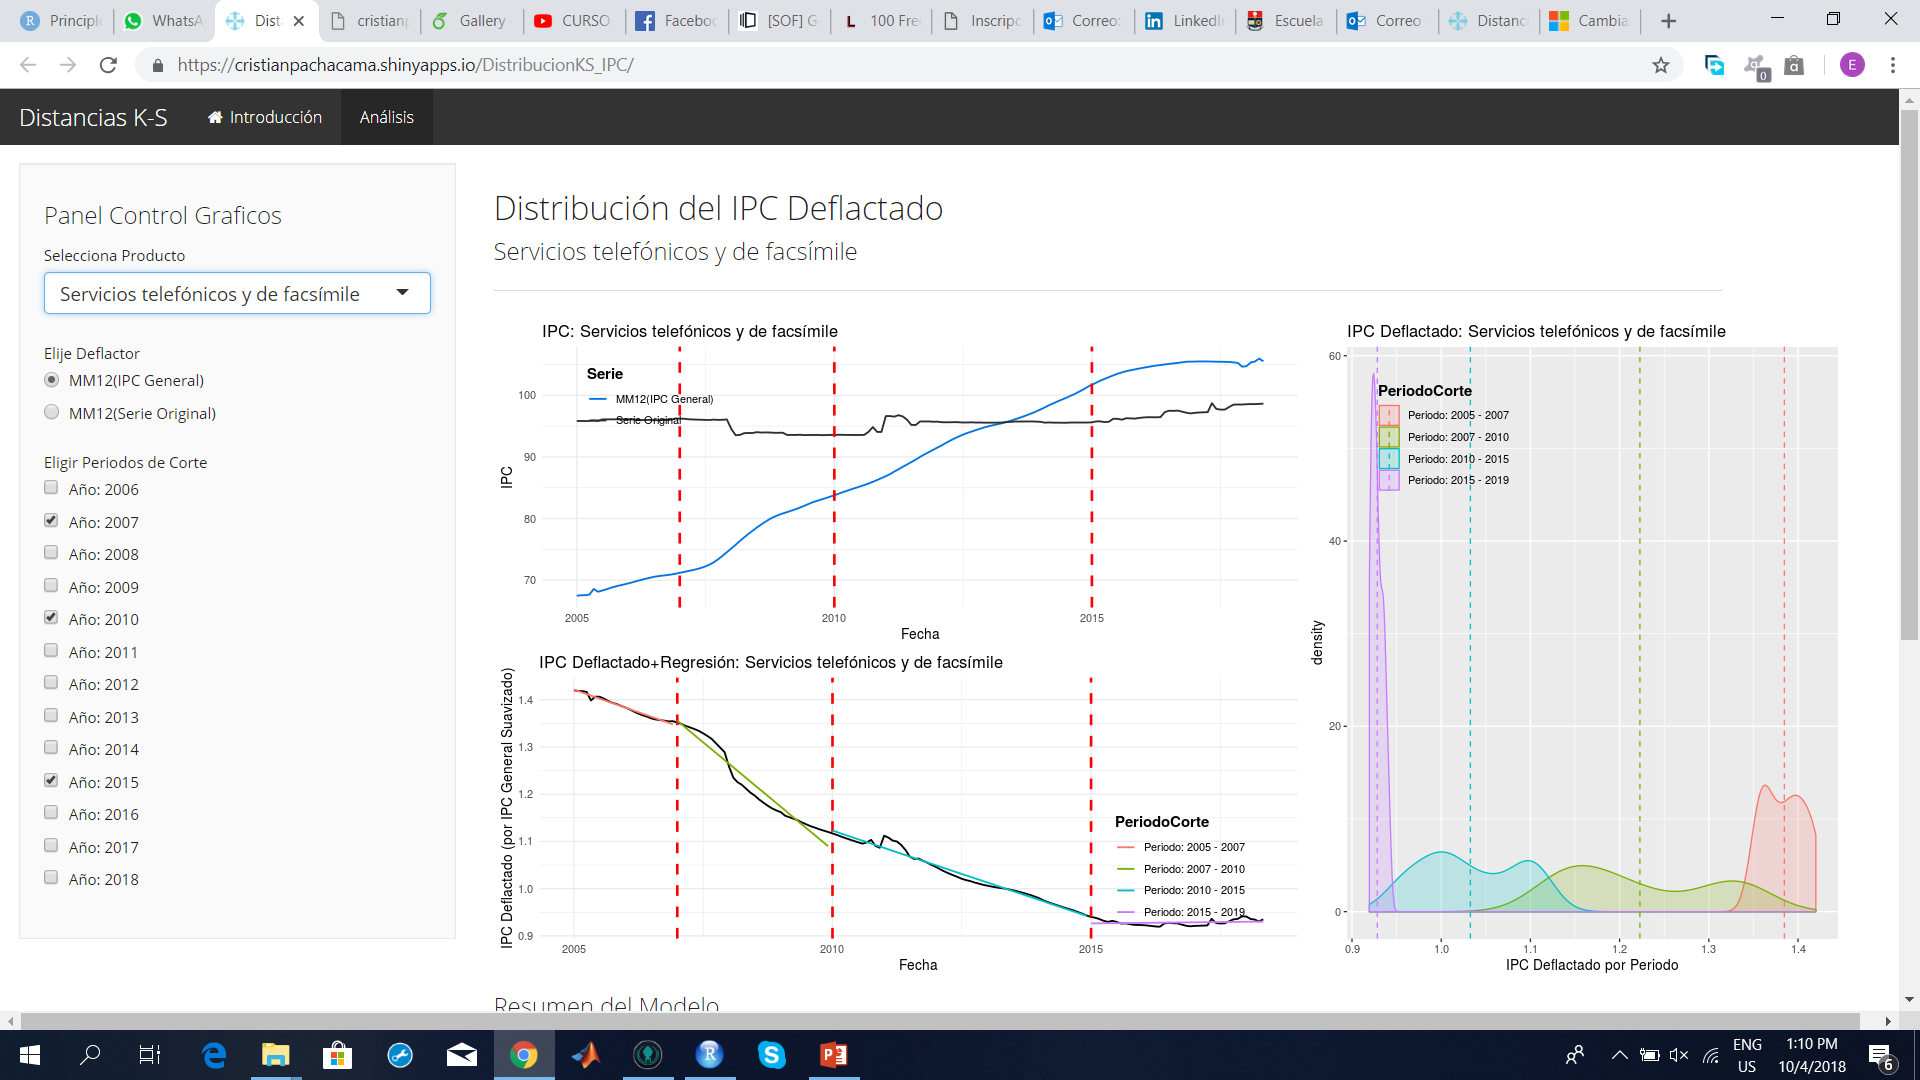 Principle
WhatsA
Dist
cristianp
Gallery
CURSO
Faceboo
[SOF] G
100 Fre
Inscripc
Correo:
LinkedIn
Escuela
Correo
Distanc
Cambia
https://cristianpachacama.shinyapps.io/DistribucionKS_IPC/
0
E
Distancias K-S Introducción Análisis
Panel Control Graficos
Selecciona Producto
Servicios telefónicos y de facsímile
Elije Deflactor
MM12(IPC General)
MM12(Serie Original)
Eligir Periodos de Corte
Año: 2006
Año: 2007
Año: 2008
Año: 2009
Año: 2010
Año: 2011
Año: 2012
Año: 2013
Año: 2014
Año: 2015
Año: 2016
Año: 2017
Año: 2018
Distribución del IPC Deflactado
Servicios telefónicos y de facsímile
IPC: Servicios telefónicos y de facsímile
Serie
MM12(IPC General)
Serie Original
IPC
100
90
80
70
2005 2010 2015
Fecha
IPC Deflactado+Regresión: Servicios telefónicos y de facsímile
IPC Deflactado (por IPC General Suavizado)
1.4
1.3
1.2
1.1
1.0
0.9
PeriodoCorte
Periodo: 2005 - 2007
Periodo: 2007 - 2010
Periodo: 2010 - 2015
Periodo: 2015 - 2019
2005 2010 2015
Fecha
IPC Deflactado: Servicios telefónicos y de facsímile
PeriodoCorte
Periodo: 2005 - 2007
Periodo: 2007 - 2010
Periodo: 2010 - 2015
Periodo: 2015 - 2019
density
60
40
20
0
0.9 1.0 1.1 1.2 1.3 1.4
IPC Deflactado por Periodo
Resumen del Modelo
ENG
US
1:10 PM
10/4/2018
6